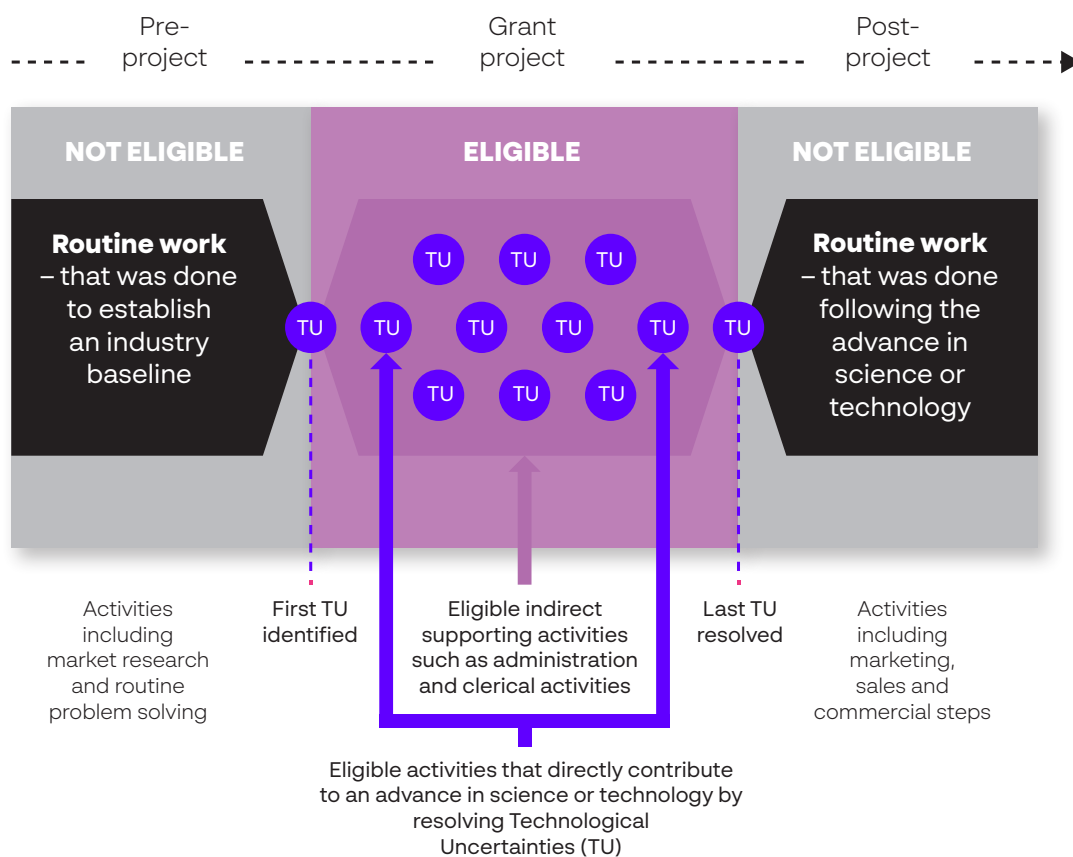 Pre-
project
Grant
project
Post-
project
NOT ELIGIBLE
ELIGIBLE
NOT ELIGIBLE
Routine work
– that was done
to establish
an industry
baseline
TU
TU
TU
TU
TU
TU
TU
TU
TU
TU
TU
TU
Routine work
– that was done
following the
advance in
science or
technology
Activities
including
market research
and routine
problem solving
First TU
identified
Eligible indirect
supporting activities
such as administration
and clerical activities
Last TU
resolved
Activities
including
marketing,
sales and
commercial steps
Eligible activities that directly contribute
to an advance in science or technology by
resolving Technological
Uncertainties (TU)